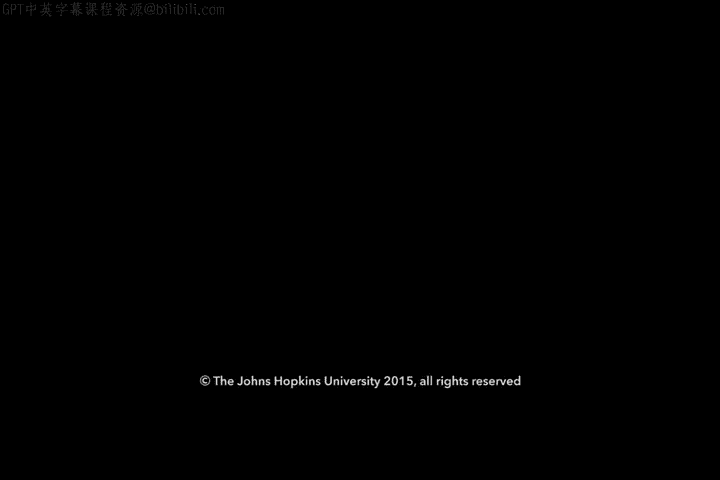 GPT中英字幕课程资源@bilibili.com
© The Johns Hopkins University 2015, all rights reserved